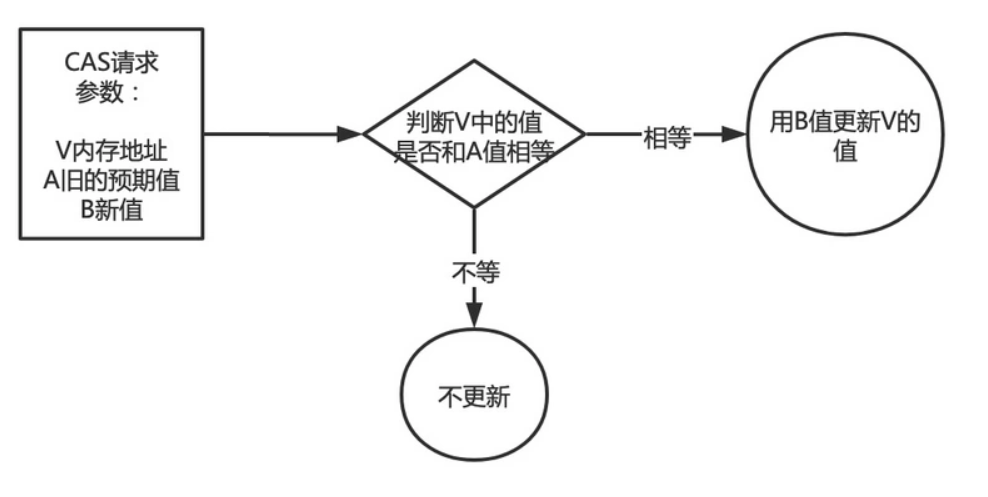 CAS请求
参数：
V内存地址
A旧的预期值
B新值
判断V中的值
是否和A值相等
相等
用B值更新V的
值
不等
不更新